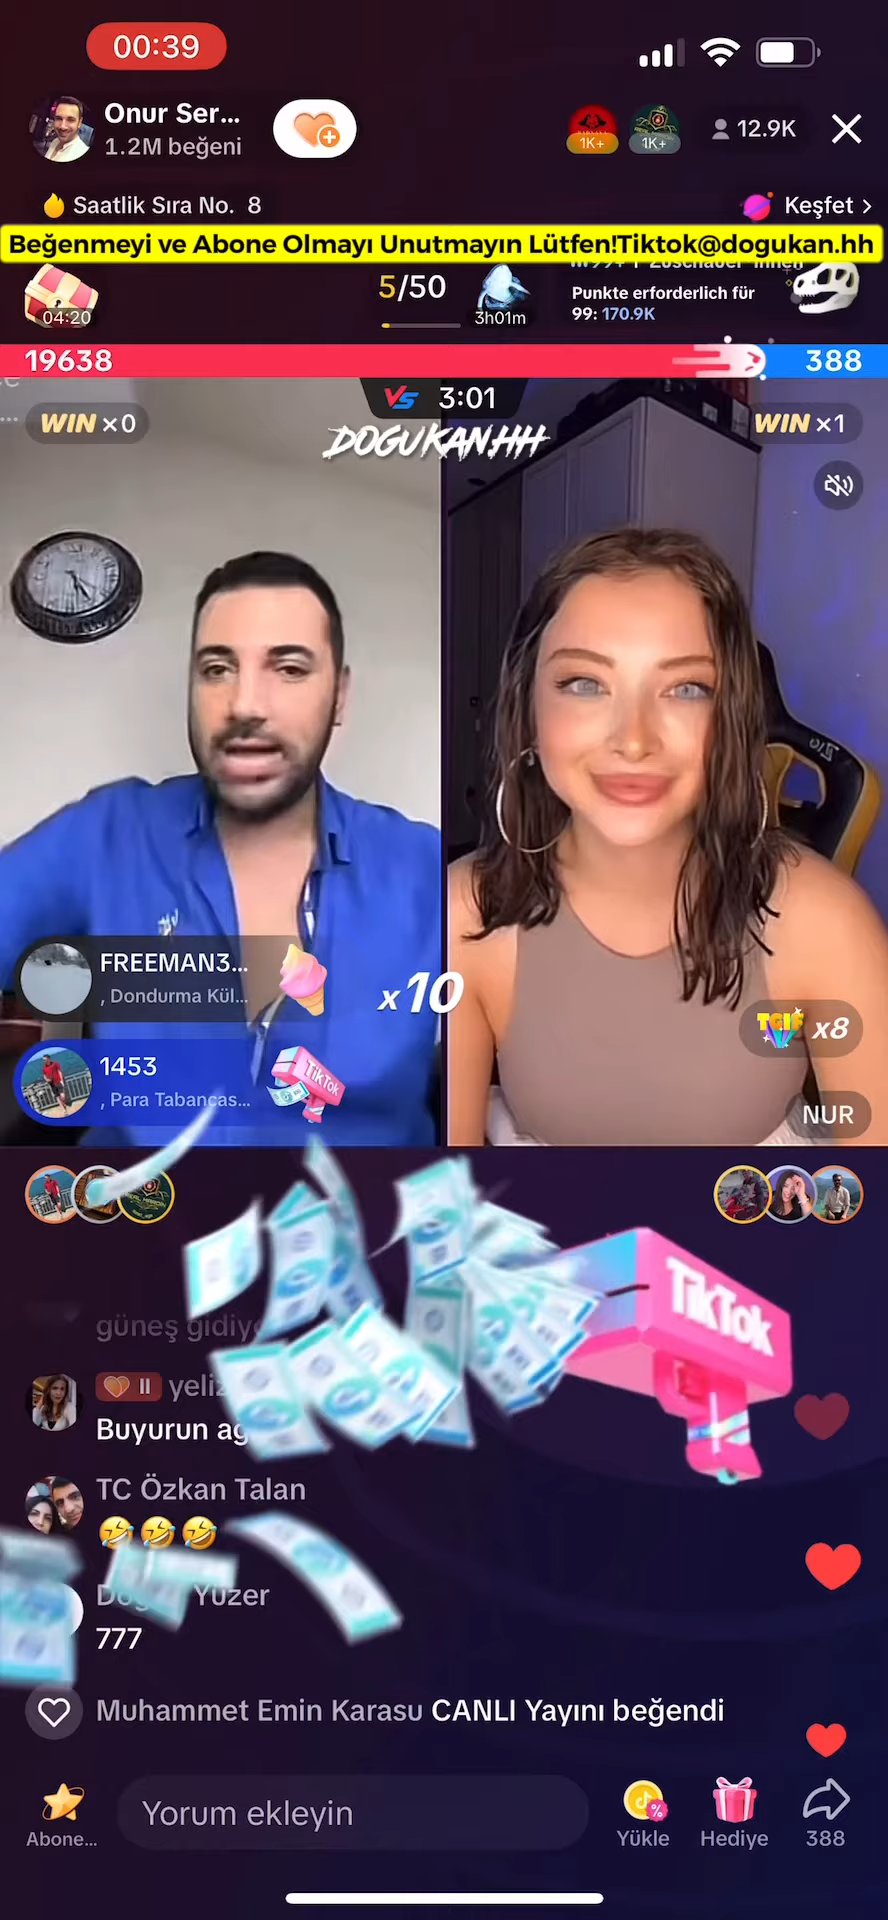 00:39
Onur Ser...
1.2M beğeni
1K+
1K+
12.9K
Saatlik Sıra No. 8
Keşfet >
Beğenmeyi ve Abone Olmayı Unutmayın Lütfen!Tiktok@dogukan.hh
04:20
5/50
3h01m
Punkte erforderlich für
99: 170.9K
19638
388
VS 3:01
WIN x0
DOGUKAN.HH
WIN x1
FREEMAN3...
, Dondurma Kül...
x10
1453
, Para Tabancas...
TikTok
TGIF x8
NUR
TikTok
güneş gidiy
yeliz
Buyurun ag
TC Özkan Talan
Yüzer
777
Muhammet Emin Karasu CANLI Yayını beğendi
Abone...
Yorum ekleyin
Yükle
Hediye
388